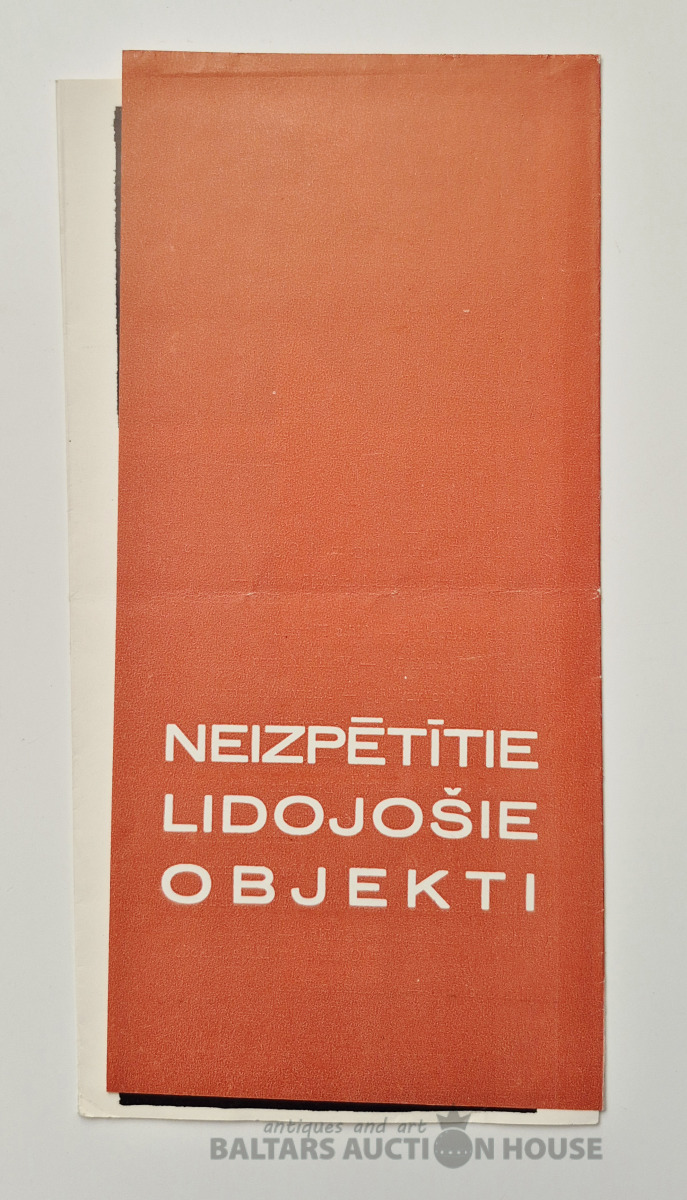 NEIZPĒTĪTIE
LIDOJOŠIE
OBJEKTI
antiques and art
BALTARS AUCTION HOUSE